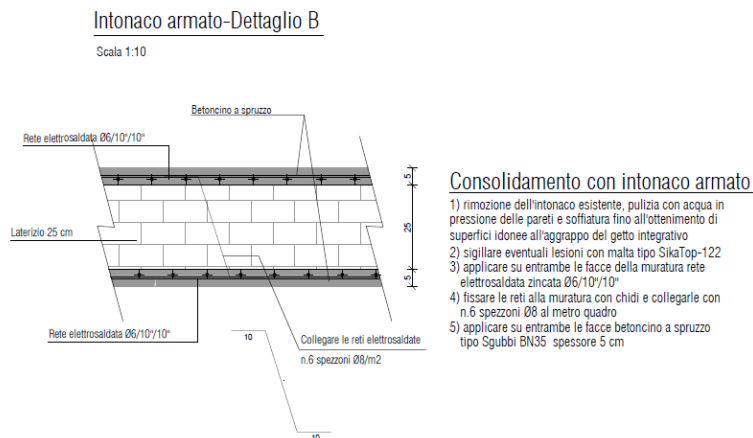 Intonaco armato-Dettaglio B
Scala 1:10
Betoncino a spruzzo
Rete elettrosaldata Ø6/10"/10"
5
25
5
Laterizio 25 cm
Rete elettrosaldata Ø6/10"/10"
10
Collegare le reti elettrosaldate
n.6 spezzoni Ø8/m2
10
Consolidamento con intonaco armato
1) rimozione dell'intonaco esistente, pulizia con acqua in
pressione delle pareti e soffiatura fino all'ottenimento di
superfici idonee all'aggrappo del getto integrativo
2) sigillare eventuali lesioni con malta tipo SikaTop-122
3) applicare su entrambe le facce della muratura rete
elettrosaldata zincata Ø6/10"/10"
4) fissare le reti alla muratura con chidi e collegarle con
n.6 spezzoni Ø8 al metro quadro
5) applicare su entrambe le facce betoncino a spruzzo
tipo Sgubbi BN35 spessore 5 cm